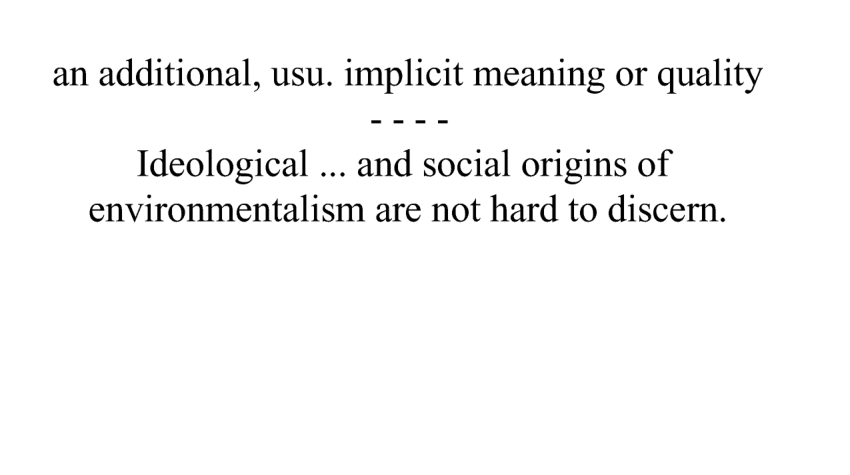 an additional, usu. implicit meaning or quality
- - - -
Ideological ... and social origins of
environmentalism are not hard to discern.